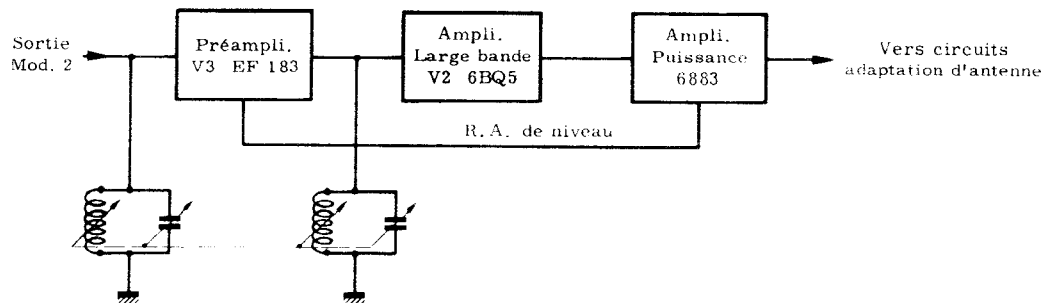 Sortie
Mod. 2
Préampli.
V3 EF 183
Ampli.
Large bande
V2 6BQ5
Ampli.
Puissance
6883
Vers circuits
adaptation d'antenne
R.A. de niveau